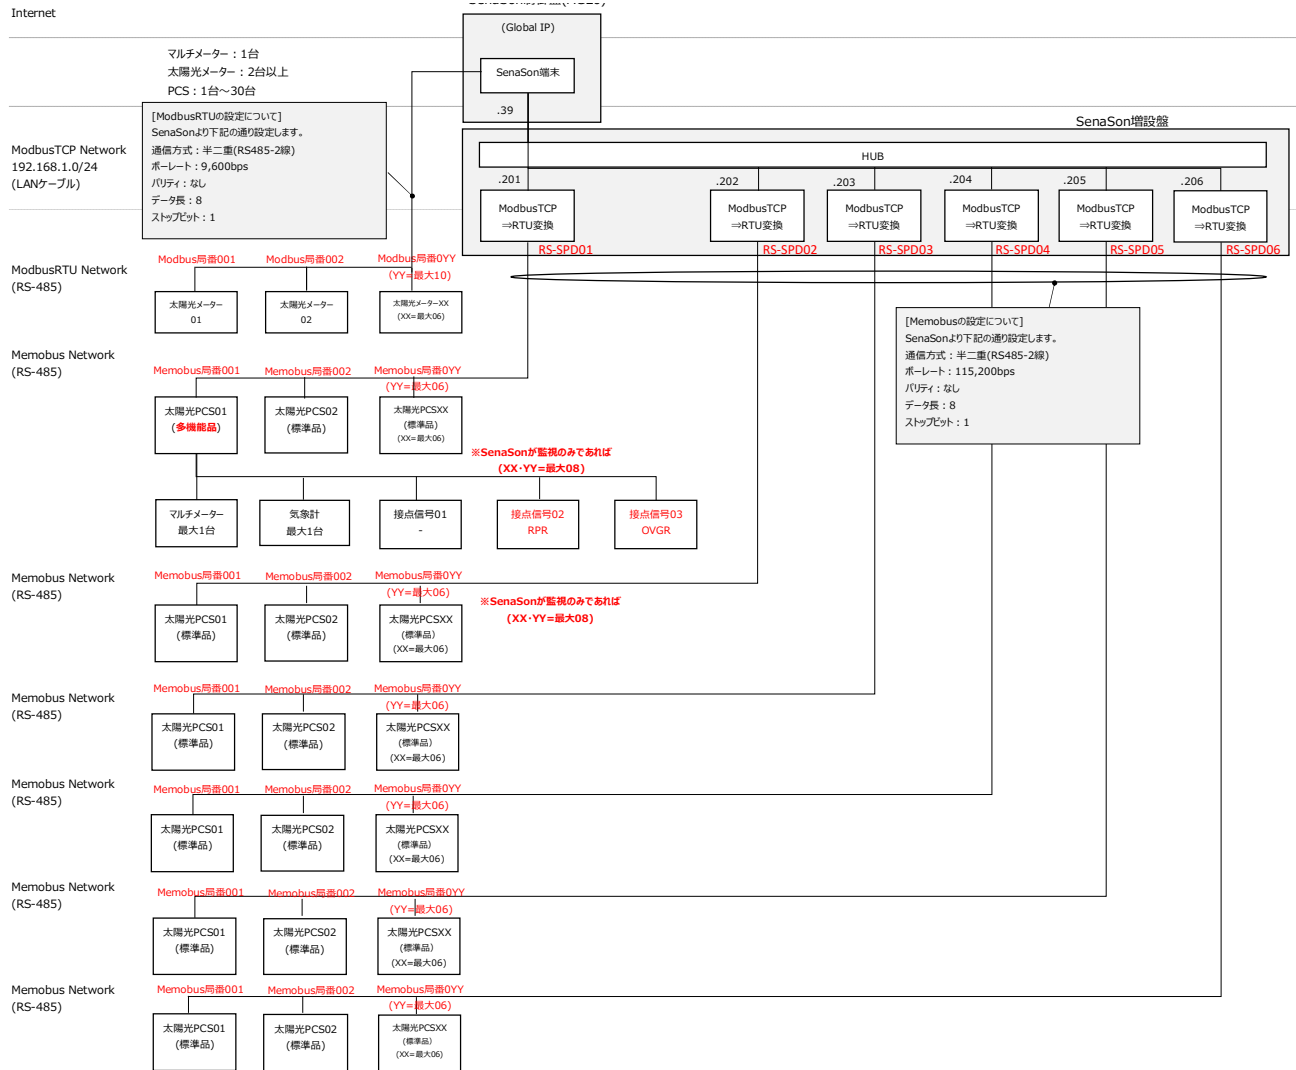 Internet
(Global IP)
マルチメーター：1台
太陽光メーター：2台以上
PCS：1台～30台
SenaSon端末
.39
SenaSon増設盤
[ModbusRTUの設定について]
SenaSonより下記の通り設定します。
通信方式：半二重(RS485-2線)
ボーレート：9,600bps
パリティ：なし
データ長：8
ストップビット：1
ModbusTCP Network
192.168.1.0/24
(LANケーブル)
HUB
.201
.202
.203
.204
.205
.206
ModbusTCP
⇒RTU変換
ModbusTCP
⇒RTU変換
ModbusTCP
⇒RTU変換
ModbusTCP
⇒RTU変換
ModbusTCP
⇒RTU変換
ModbusTCP
⇒RTU変換
RS-SPD01
RS-SPD02
RS-SPD03
RS-SPD04
RS-SPD05
RS-SPD06
ModbusRTU Network
(RS-485)
Modbus局番001
Modbus局番002
Modbus局番0YY
(YY=最大10)
太陽光メーター
01
太陽光メーター
02
太陽光メーターXX
(XX=最大06)
[Memobusの設定について]
SenaSonより下記の通り設定します。
通信方式：半二重(RS485-2線)
ボーレート：115,200bps
パリティ：なし
データ長：8
ストップビット：1
Memobus Network
(RS-485)
Memobus局番001
Memobus局番002
Memobus局番0YY
(YY=最大06)
太陽光PCS01
(多機能品)
太陽光PCS02
(標準品)
太陽光PCSXX
(標準品)
(XX=最大06)
※SenaSonが監視のみであれば
(XX・YY=最大08)
マルチメーター
最大1台
気象計
最大1台
接点信号01
-
接点信号02
RPR
接点信号03
OVGR
Memobus Network
(RS-485)
Memobus局番001
Memobus局番002
Memobus局番0YY
(YY=最大06)
太陽光PCS01
(標準品)
太陽光PCS02
(標準品)
太陽光PCSXX
(標準品)
(XX=最大06)
※SenaSonが監視のみであれば
(XX・YY=最大08)
Memobus Network
(RS-485)
Memobus局番001
Memobus局番002
Memobus局番0YY
(YY=最大06)
太陽光PCS01
(標準品)
太陽光PCS02
(標準品)
太陽光PCSXX
(標準品)
(XX=最大06)
Memobus Network
(RS-485)
Memobus局番001
Memobus局番002
Memobus局番0YY
(YY=最大06)
太陽光PCS01
(標準品)
太陽光PCS02
(標準品)
太陽光PCSXX
(標準品)
(XX=最大06)
Memobus Network
(RS-485)
Memobus局番001
Memobus局番002
Memobus局番0YY
(YY=最大06)
太陽光PCS01
(標準品)
太陽光PCS02
(標準品)
太陽光PCSXX
(標準品)
(XX=最大06)
Memobus Network
(RS-485)
Memobus局番001
Memobus局番002
Memobus局番0YY
(YY=最大06)
太陽光PCS01
(標準品)
太陽光PCS02
(標準品)
太陽光PCSXX
(標準品)
(XX=最大06)